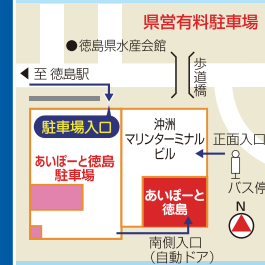 県営有料駐車場
●徳島県水産会館
◀至 徳島駅
歩道橋
駐車場入口
沖洲
マリンターミナル
ビル
正面入口
あいぽーと徳島
駐車場
あいぽーと
徳島
バス停
N
南側入口
(自動ドア)